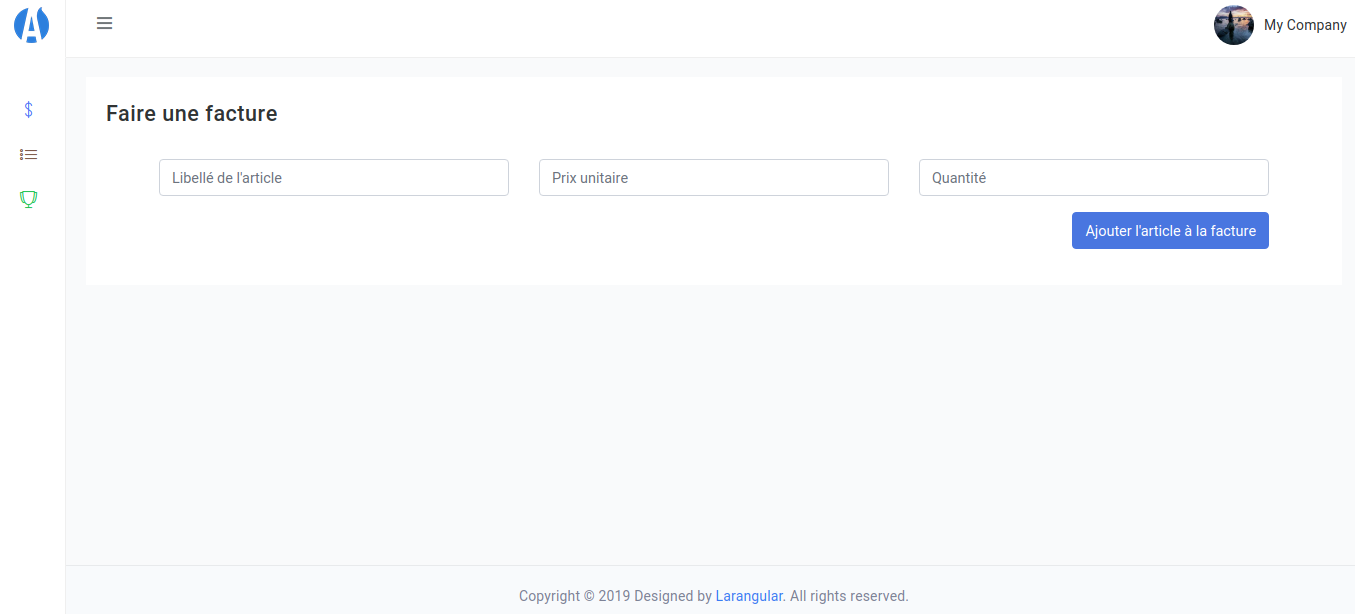 My Company
Faire une facture
Libellé de l'article
Prix unitaire
Quantité
Ajouter l'article à la facture
Copyright © 2019 Designed by Larangular. All rights reserved.